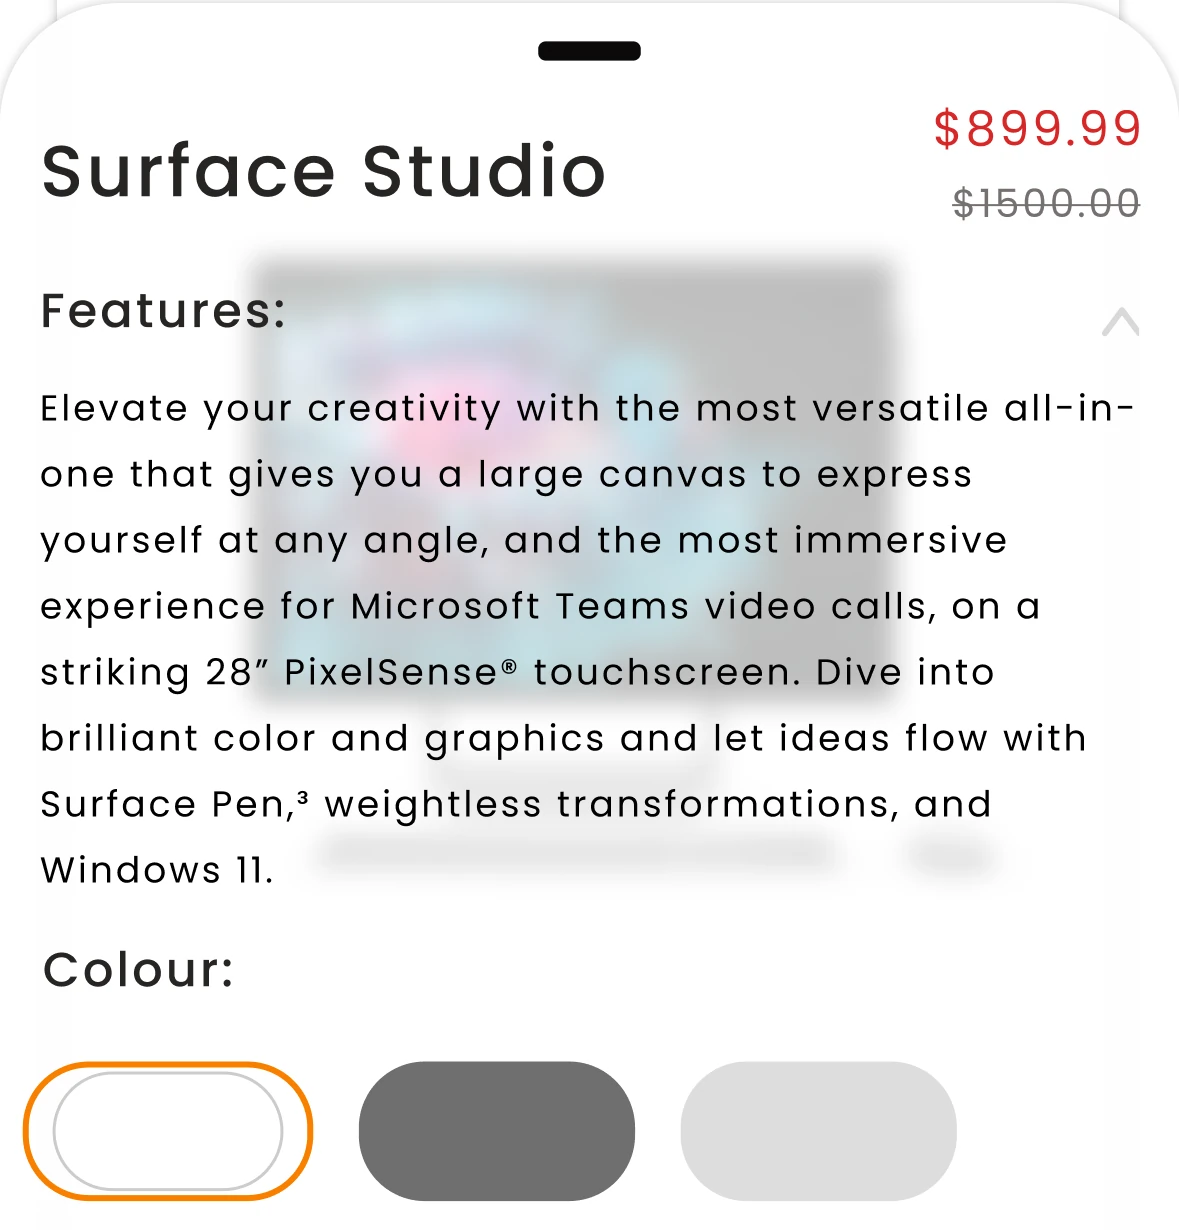 Surface Studio
$899.99
$1500.00
Features:
Elevate your creativity with the most versatile all-in-
one that gives you a large canvas to express
yourself at any angle, and the most immersive
experience for Microsoft Teams video calls, on a
striking 28” PixelSense® touchscreen. Dive into
brilliant color and graphics and let ideas flow with
Surface Pen,³ weightless transformations, and
Windows 11.
Colour: